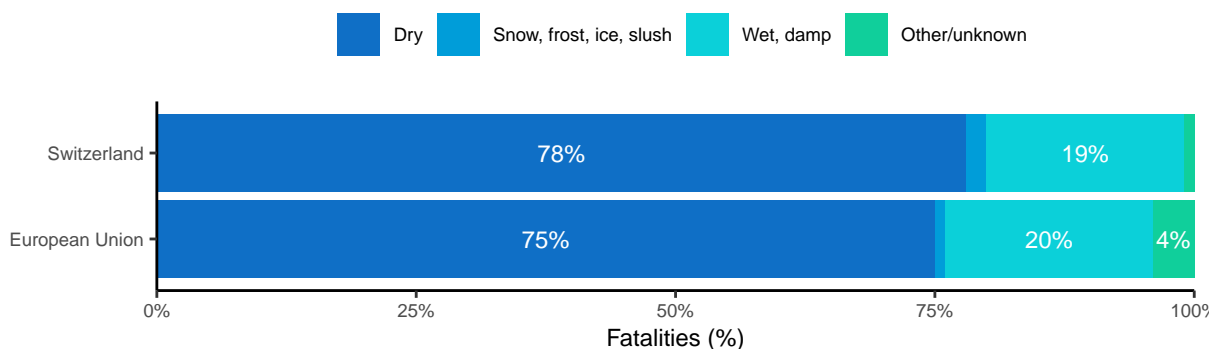 Dry Snow, frost, ice, slush Wet, damp Other/unknown
Switzerland 78% 19%
European Union 75% 20% 4%
0% 25% 50% 75% 100%
Fatalities (%)